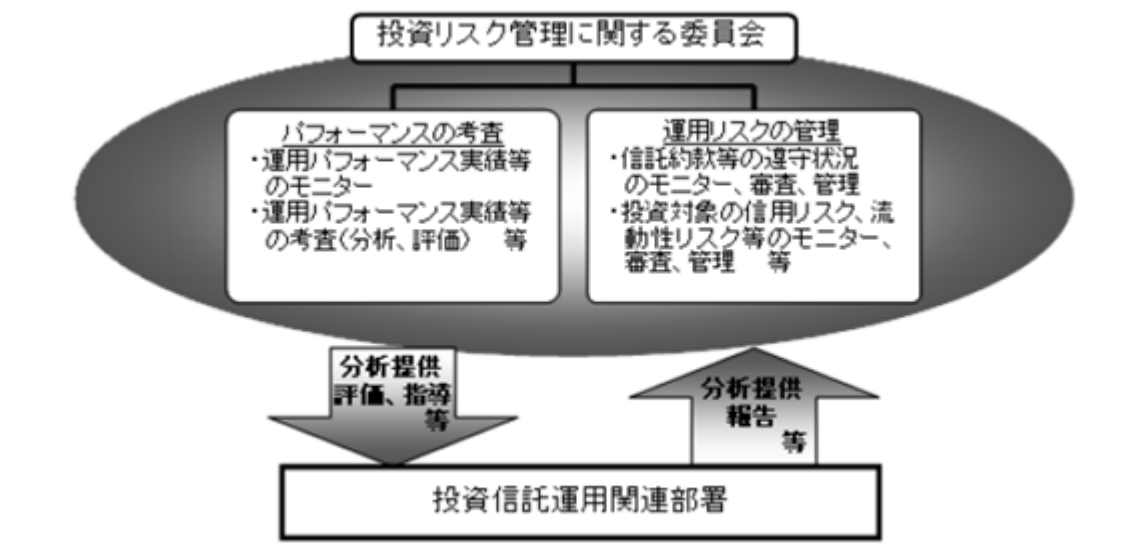 投資リスク管理に関する委員会
パフォーマンスの考査
・運用パフォーマンス実績等
のモニター
・運用パフォーマンス実績等
の考査(分析、評価) 等
運用リスクの管理
・信託約款等の遵守状況
のモニター、審査、管理
・投資対象の信用リスク、流
動性リスク等のモニター、
審査、管理 等
分析提供
評価、指導
等
分析提供
報告
等
投資信託運用関連部署